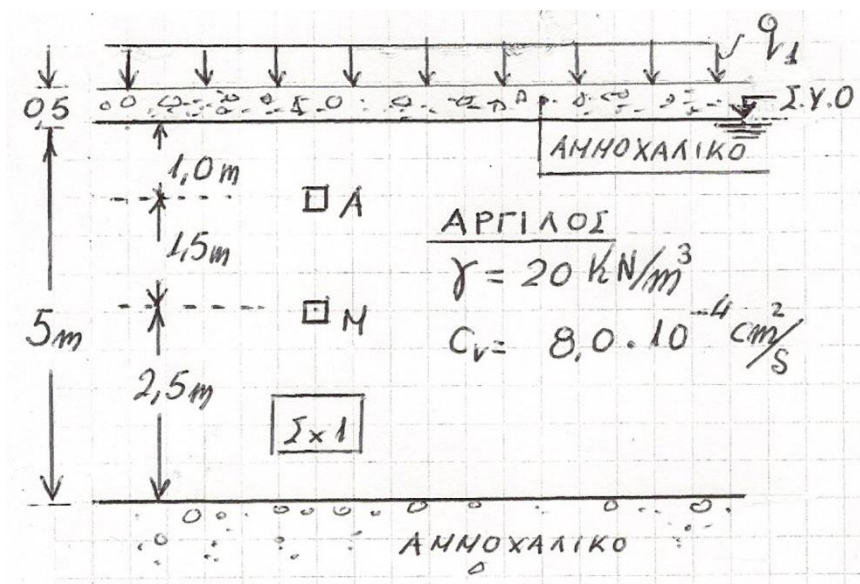 q1
0,5
Σ.Υ.Ο
ΑΜΜΟΧΑΛΙΚΟ
1,0m
Α
ΑΡΓΙΛΟΣ
1,5m
γ = 20 KN/m³
Μ
Cv= 8,0 · 10⁻⁴ cm²/s
5m
2,5m
Σx1
ΑΜΜΟΧΑΛΙΚΟ